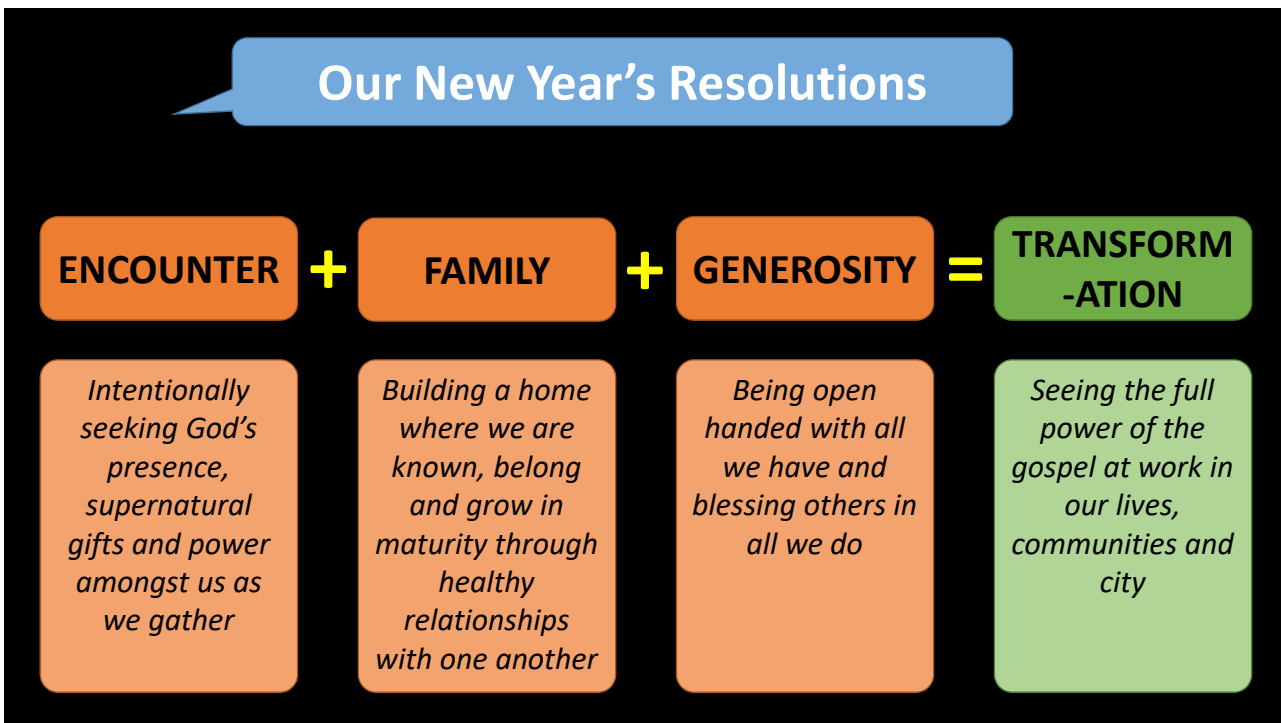 Our New Year’s Resolutions
ENCOUNTER + FAMILY + GENEROSITY = TRANSFORM
-ATION
Intentionally
seeking God’s
presence,
supernatural
gifts and power
amongst us as
we gather
Building a home
where we are
known, belong
and grow in
maturity through
healthy
relationships
with one another
Being open
handed with all
we have and
blessing others in
all we do
Seeing the full
power of the
gospel at work in
our lives,
communities and
city